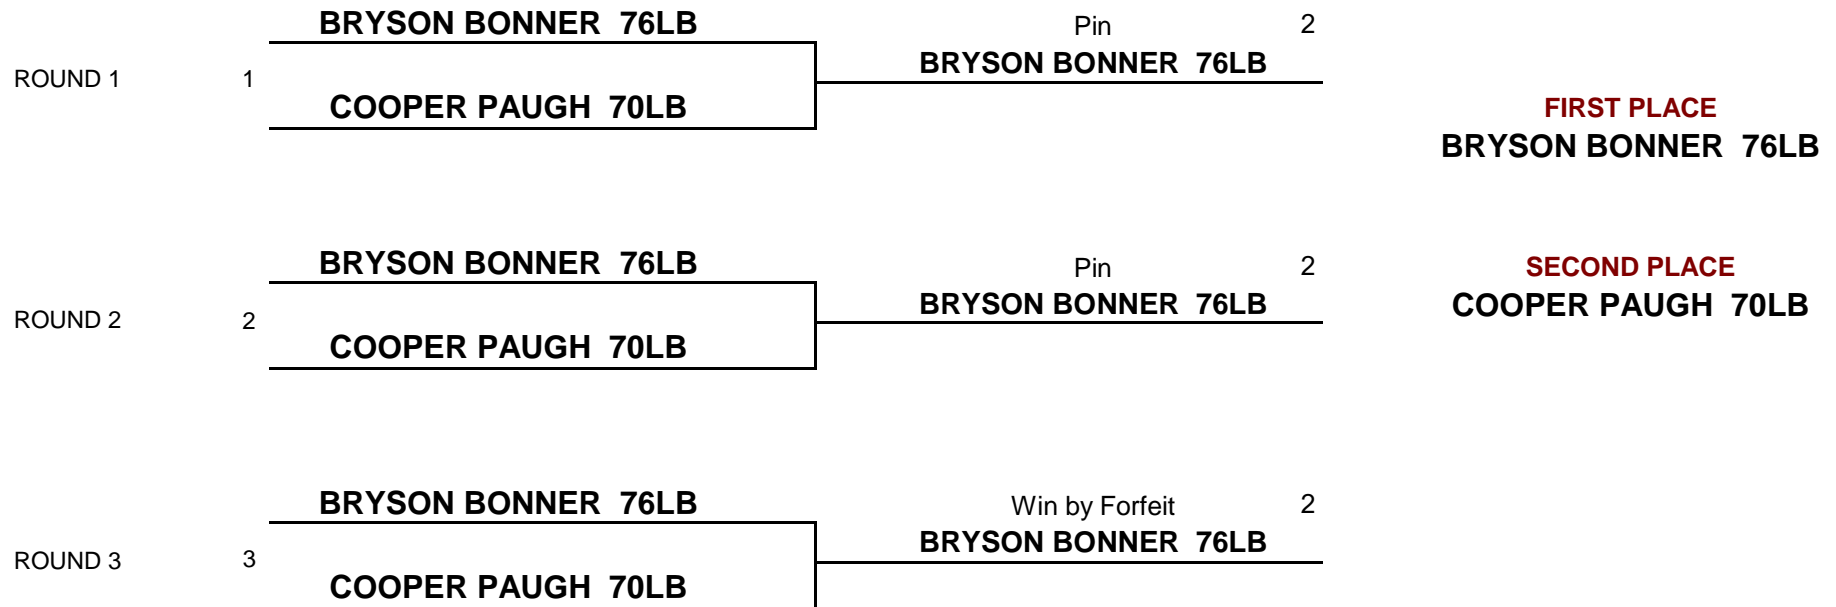 BRYSON BONNER  76LB
Pin
2
BRYSON BONNER  76LB
ROUND 1
1
COOPER PAUGH  70LB
FIRST PLACE
BRYSON BONNER  76LB
BRYSON BONNER  76LB
Pin
2
SECOND PLACE
BRYSON BONNER  76LB
COOPER PAUGH  70LB
ROUND 2
2
COOPER PAUGH  70LB
BRYSON BONNER  76LB
Win by Forfeit
2
BRYSON BONNER  76LB
ROUND 3
3
COOPER PAUGH  70LB